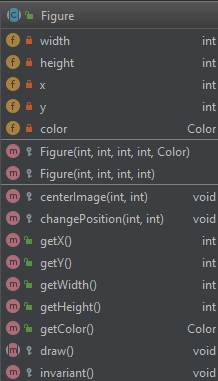 Figure
width int
height int
x int
y int
color Color
Figure(int, int, int, int, Color)
Figure(int, int, int, int)
centerImage(int, int) void
changePosition(int, int) void
getX() int
getY() int
getWidth() int
getHeight() int
getColor() Color
draw() void
invariant() void